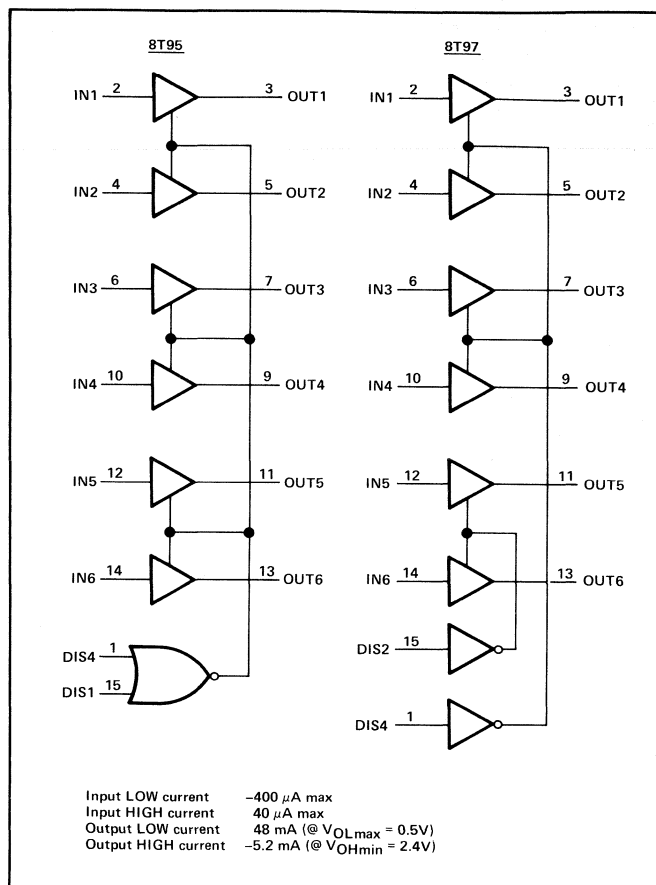 8T95
IN1 2 3 OUT1
IN2 4 5 OUT2
IN3 6 7 OUT3
IN4 10 9 OUT4
IN5 12 11 OUT5
IN6 14 13 OUT6
DIS4 1
DIS1 15
8T97
IN1 2 3 OUT1
IN2 4 5 OUT2
IN3 6 7 OUT3
IN4 10 9 OUT4
IN5 12 11 OUT5
IN6 14 13 OUT6
DIS2 15
DIS4 1
Input LOW current -400 μA max
Input HIGH current 40 μA max
Output LOW current 48 mA (@ VOLmax = 0.5V)
Output HIGH current -5.2 mA (@ VOHmin = 2.4V)